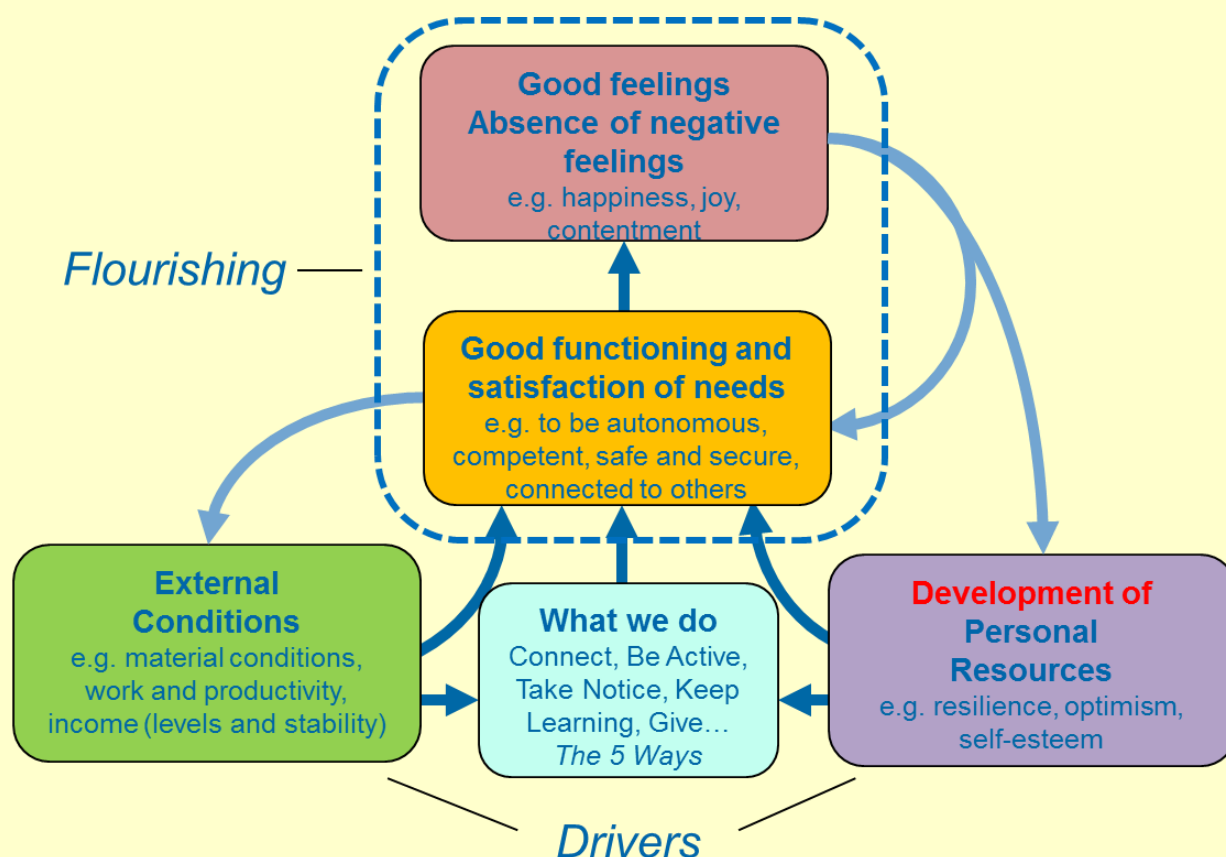 Good feelings
Absence of negative
feelings
e.g. happiness, joy,
contentment
Flourishing
Good functioning and
satisfaction of needs
e.g. to be autonomous,
competent, safe and secure,
connected to others
External
Conditions
e.g. material conditions,
work and productivity,
income (levels and stability)
What we do
Connect, Be Active,
Take Notice, Keep
Learning, Give…
The 5 Ways
Development of
Personal
Resources
e.g. resilience, optimism,
self-esteem
Drivers